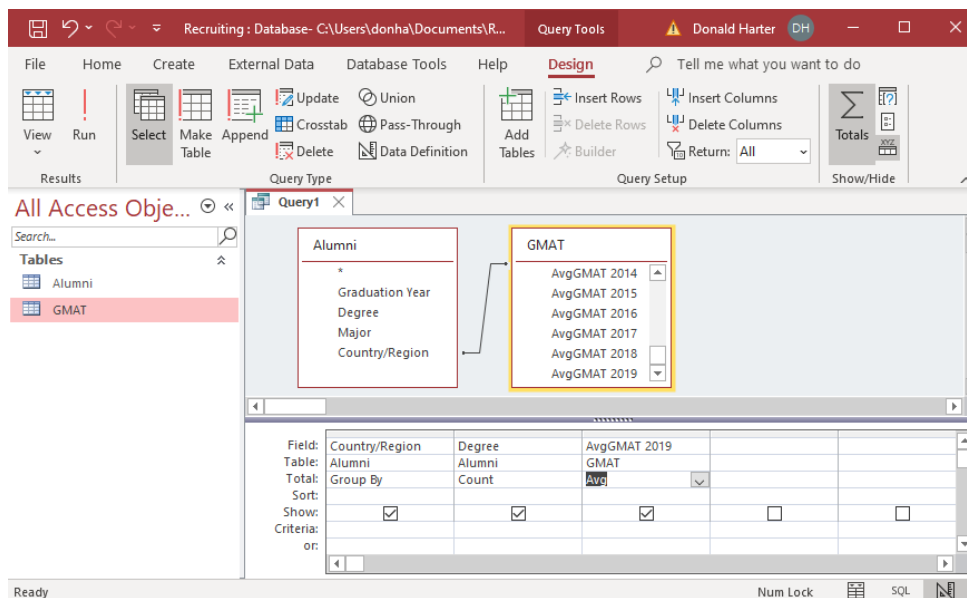 Recruiting : Database- C:\Users\donha\Documents\R... Query Tools Donald Harter DH
File Home Create External Data Database Tools Help Design Tell me what you want to do
View Run Select Make Table Append Update Crosstab Delete Union Pass-Through Data Definition Add Tables Insert Rows Delete Rows Builder Insert Columns Delete Columns Return: All Totals XYZ
Results Query Type Query Setup Show/Hide
All Access Obje... «
Search...
Tables
Alumni
GMAT
Query1
Alumni
*
Graduation Year
Degree
Major
Country/Region
GMAT
AvgGMAT 2014
AvgGMAT 2015
AvgGMAT 2016
AvgGMAT 2017
AvgGMAT 2018
AvgGMAT 2019
Field: Country/Region Degree AvgGMAT 2019
Table: Alumni Alumni GMAT
Total: Group By Count Avg
Sort:
Show:
Criteria:
or:
Ready Num Lock SQL